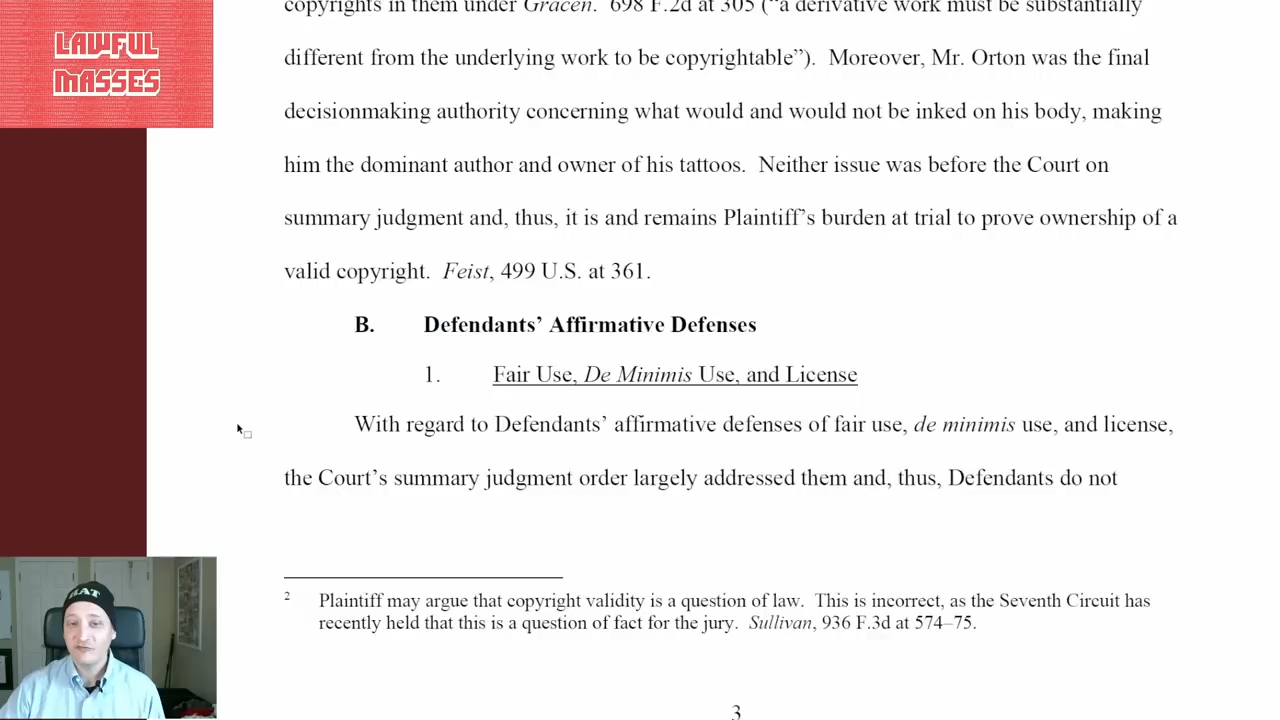 LAWFUL
MASSES
copyrights in them under Gracen.  698 F.2d at 305 (“a derivative work must be substantially
different from the underlying work to be copyrightable”).  Moreover, Mr. Orton was the final
decisionmaking authority concerning what would and would not be inked on his body, making
him the dominant author and owner of his tattoos.  Neither issue was before the Court on
summary judgment and, thus, it is and remains Plaintiff’s burden at trial to prove ownership of a
valid copyright.  Feist, 499 U.S. at 361.
B. Defendants’ Affirmative Defenses
1. Fair Use, De Minimis Use, and License
With regard to Defendants’ affirmative defenses of fair use, de minimis use, and license,
the Court’s summary judgment order largely addressed them and, thus, Defendants do not
2 Plaintiff may argue that copyright validity is a question of law.  This is incorrect, as the Seventh Circuit has
recently held that this is a question of fact for the jury.  Sullivan, 936 F.3d at 574–75.
3